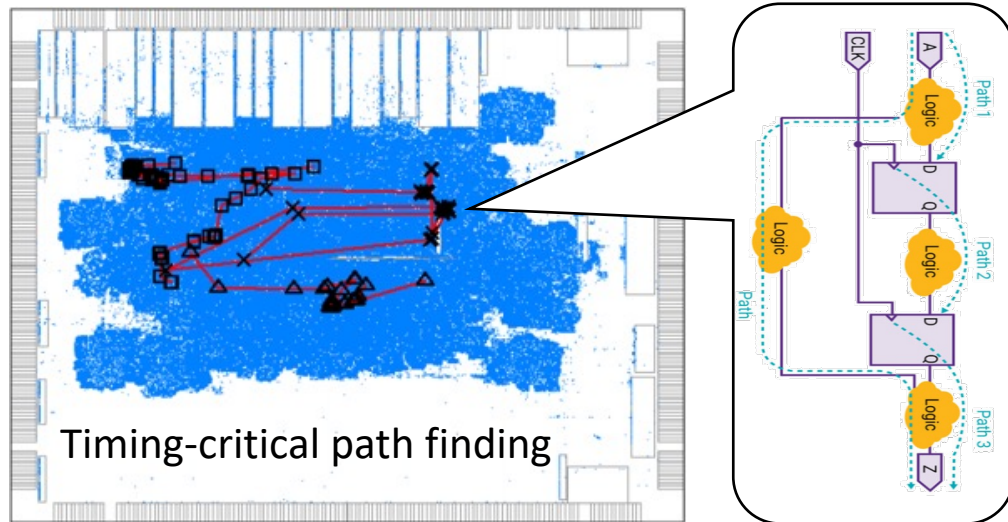 Timing-critical path finding
CLK
A
Path 1
Logic
D
Q
Logic
Path
Logic
Path 2
D
Q
Logic
Path 3
Z